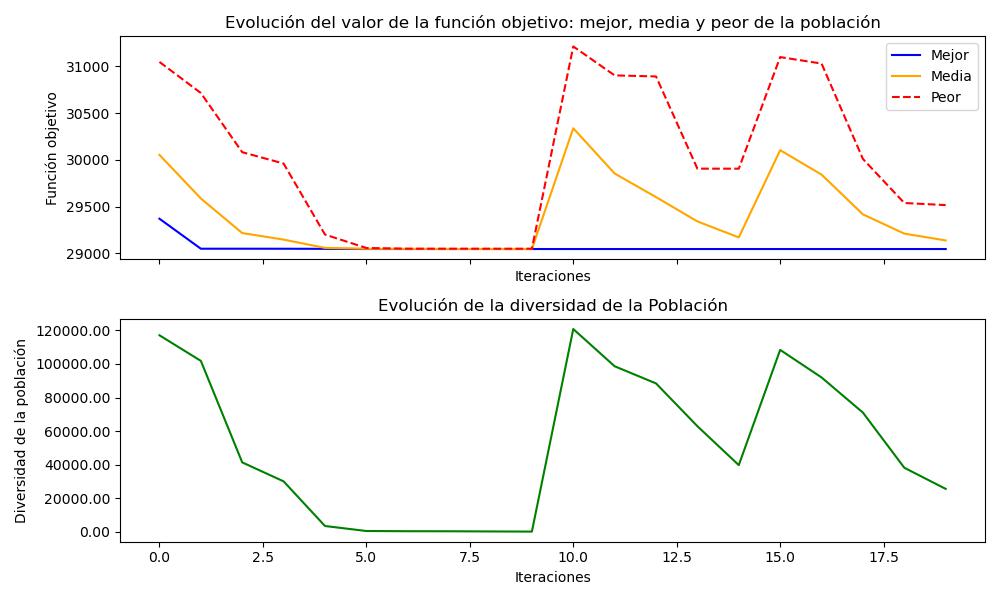 Evolución del valor de la función objetivo: mejor, media y peor de la población
Función objetivo
31000
30500
30000
29500
29000
Mejor
Media
Peor
Iteraciones
Evolución de la diversidad de la Población
Diversidad de la población
120000.00
100000.00
80000.00
60000.00
40000.00
20000.00
0.00
0.0 2.5 5.0 7.5 10.0 12.5 15.0 17.5
Iteraciones